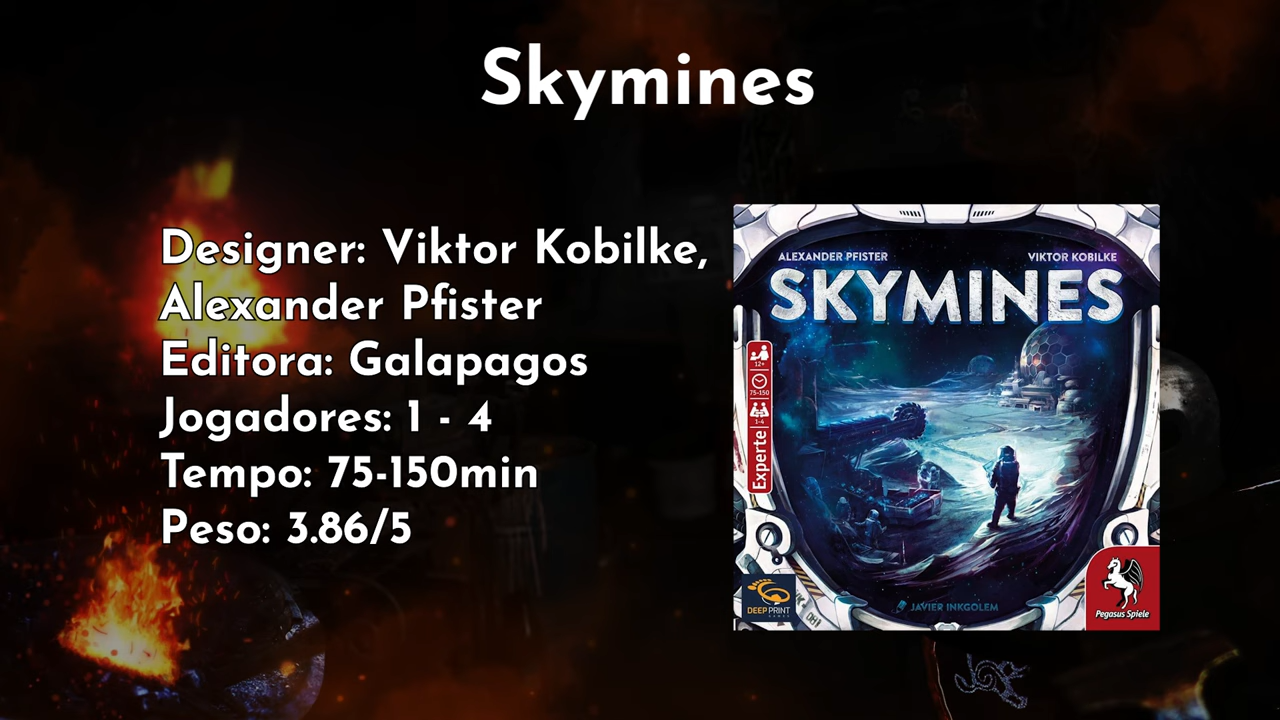 Skymines
Designer: Viktor Kobilke,
Alexander Pfister
Editora: Galapagos
Jogadores: 1 - 4
Tempo: 75-150min
Peso: 3.86/5
ALEXANDER PFISTER
VIKTOR KOBILKE
SKYMINES
12+
75-150
1-4
Experte
JAVIER INKGOLEM
DEEP PRINT
GAMES
Pegasus Spiele